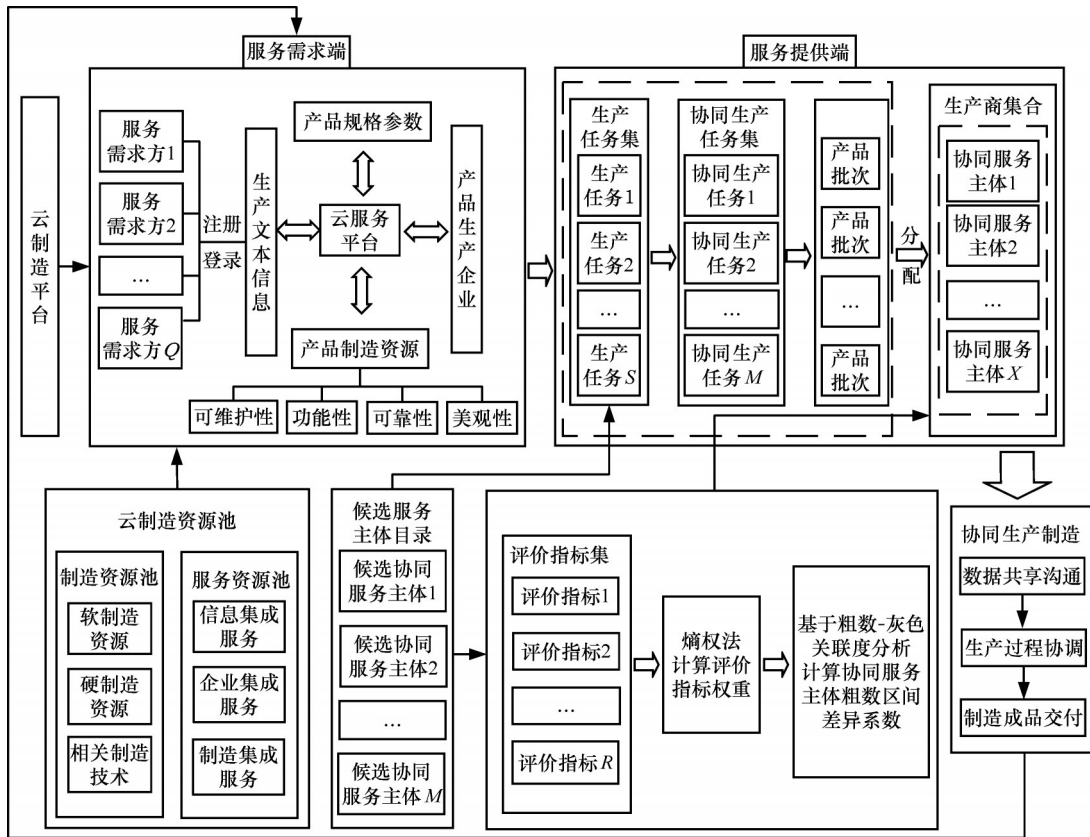 服务需求端
云制造平台
服务
需求方1
服务
需求方2
…
服务
需求方Q
注册
登录
生产文本信息
产品规格参数
云服务
平台
产品制造资源
产品生产企业
可维护性
功能性
可靠性
美观性
服务提供端
生产
任务集
生产
任务1
生产
任务2
…
生产
任务S
协同生产
任务集
协同生产
任务1
协同生产
任务2
…
协同生产
任务M
产品
批次
产品
批次
…
产品
批次
分
配
生产商集合
协同服务
主体1
协同服务
主体2
…
协同服务
主体X
云制造资源池
制造资源池
软制造
资源
硬制造
资源
相关制造
技术
服务资源池
信息集成
服务
企业集成
服务
制造集成
服务
候选服务
主体目录
候选协同
服务主体1
候选协同
服务主体2
…
候选协同
服务主体M
评价指标集
评价指标1
评价指标2
…
评价指标R
熵权法
计算评价
指标权重
基于粗数-灰色
关联度分析
计算协同服务
主体粗数区间
差异系数
协同生产制造
数据共享沟通
生产过程协调
制造成品交付